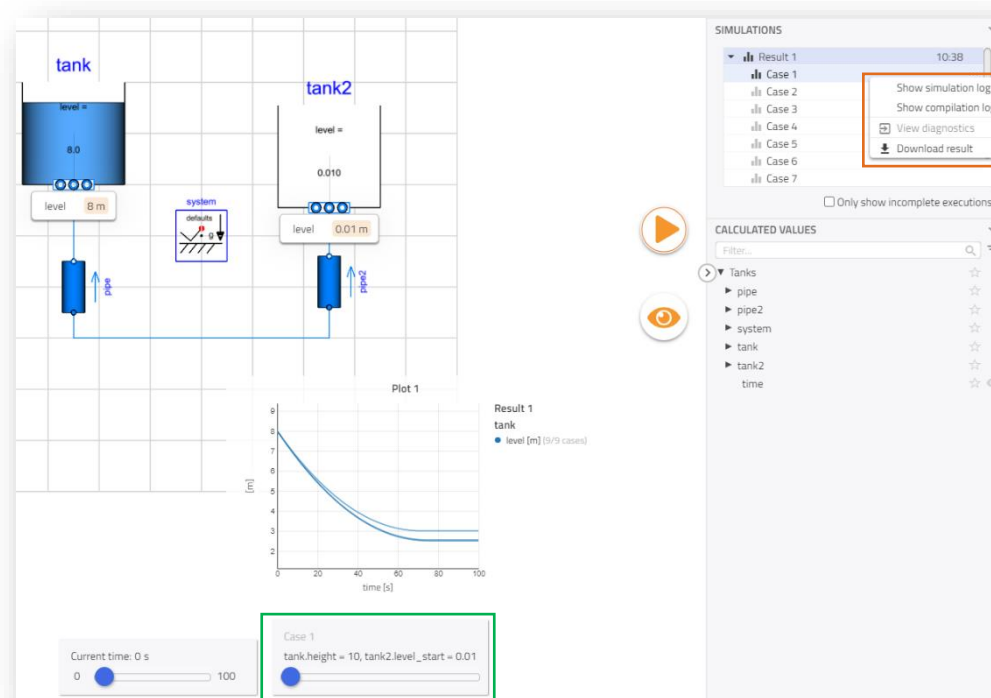 tank
level =
8.0
level 8 m
pipe
system
defaults
g
tank2
level =
0.010
level 0.01 m
pipe2
Plot 1
9
8
7
6
5
4
3
2
[m]
0 20 40 60 80 100
time [s]
Result 1
tank
level [m] (9/9 cases)
Current time: 0 s
0 100
Case 1
tank.height = 10, tank2.level_start = 0.01
SIMULATIONS
Result 1 10:38
Case 1
Case 2
Case 3
Case 4
Case 5
Case 6
Case 7
Show simulation log
Show compilation log
View diagnostics
Download result
Only show incomplete executions
CALCULATED VALUES
Filter...
Tanks
pipe
pipe2
system
tank
tank2
time